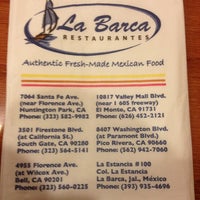 La Barca
RESTAURANTES
Authentic Fresh-Made Mexican Food
7064 Santa Fe Ave.
(near Florence Ave.)
Huntington Park, CA
Phone: (323) 582-9982
10817 Valley Mall Blvd.
(near I 605 freeway)
El Monto, CA 91731
Phone: (626) 452-2121
3501 Firestone Blvd.
(at California St.)
South Gate, CA 90280
Phone: (323) 564-5141
8407 Washington Blvd.
(at Paramount Blvd.)
Pico Rivera, CA 90660
Phone: (562) 942-7090
4955 Florence Ave.
(at Wilcox Ave.)
Bell, CA 90201
Phone: (323) 560-0225
La Estancia #100
Col. La Estancia
La Barca, Jal., México
Phone: (393) 935-4696